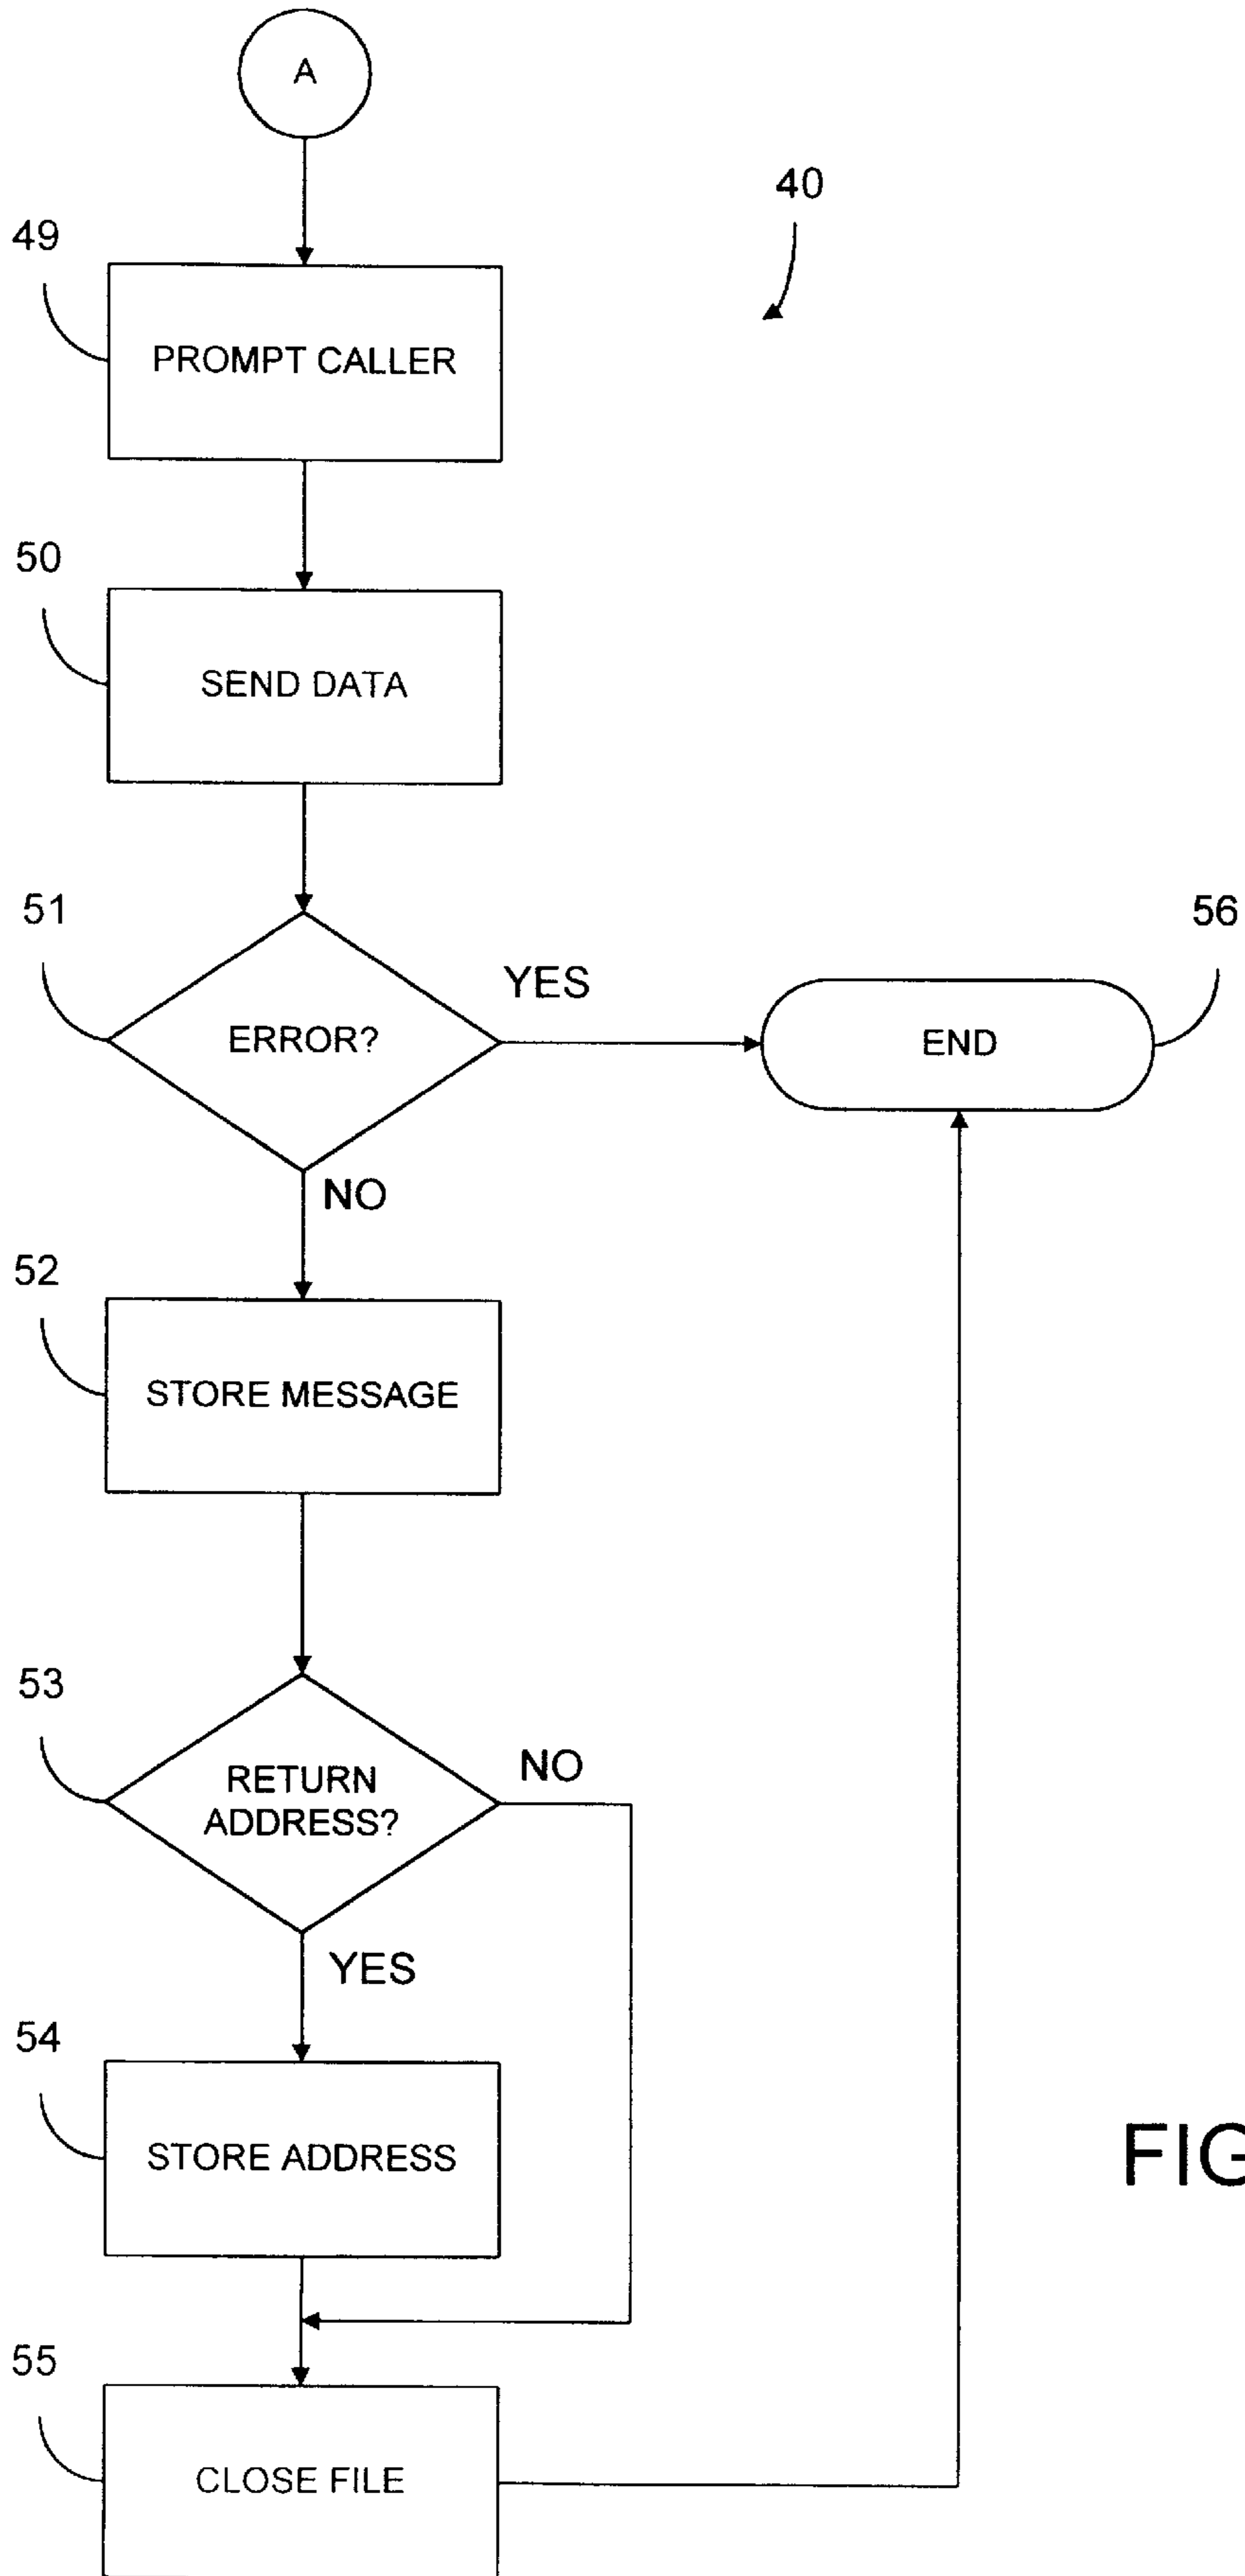 A
40
49
PROMPT CALLER
50
SEND DATA
51
ERROR?
YES
END
56
NO
52
STORE MESSAGE
53
RETURN
ADDRESS?
NO
YES
54
STORE ADDRESS
FIG
55
CLOSE FILE